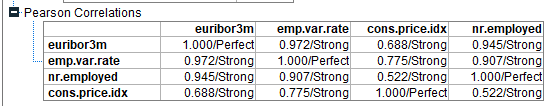 Pearson Correlations
euribor3m emp.var.rate cons.price.idx nr.employed
euribor3m 1.000/Perfect 0.972/Strong 0.688/Strong 0.945/Strong
emp.var.rate 0.972/Strong 1.000/Perfect 0.775/Strong 0.907/Strong
nr.employed 0.945/Strong 0.907/Strong 0.522/Strong 1.000/Perfect
cons.price.idx 0.688/Strong 0.775/Strong 1.000/Perfect 0.522/Strong